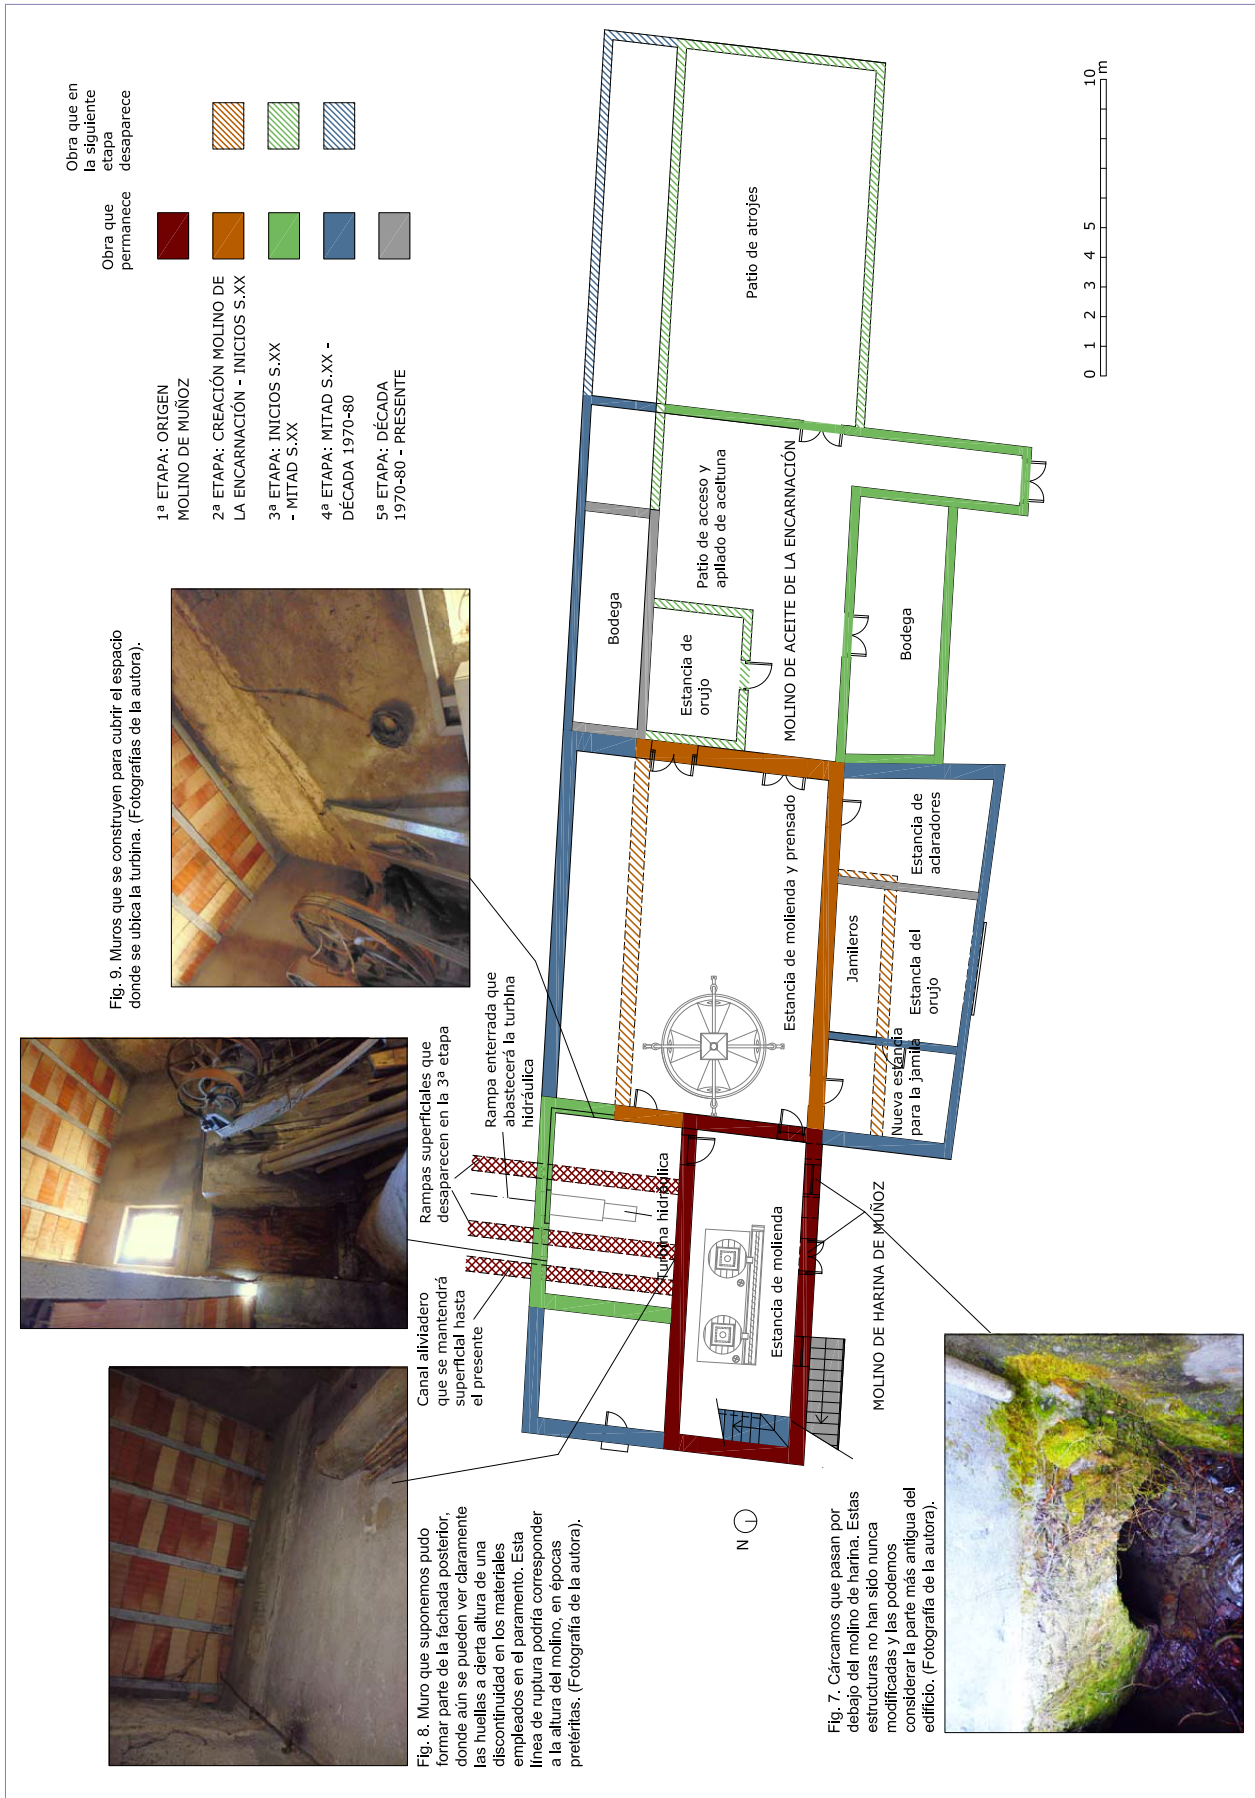 Obra que
permanece
Obra que en
la siguiente
etapa
desaparece
1ª ETAPA: ORIGEN
MOLINO DE MUÑOZ
2ª ETAPA: CREACIÓN MOLINO DE
LA ENCARNACIÓN - INICIOS S.XX
3ª ETAPA: INICIOS S.XX
- MITAD S.XX
4ª ETAPA: MITAD S.XX -
DÉCADA 1970-80
5ª ETAPA: DÉCADA
1970-80 - PRESENTE
Fig. 9. Muros que se construyen para cubrir el espacio
donde se ubica la turbina. (Fotografías de la autora).
Rampas superficiales que
desaparecen en la 3ª etapa
Rampa enterrada que
abastecerá la turbina
hidráulica
Canal aliviadero
que se mantendrá
superficial hasta
el presente
Fig. 8. Muro que suponemos pudo
formar parte de la fachada posterior,
donde aún se pueden ver claramente
las huellas a cierta altura de una
discontinuidad en los materiales
empleados en el paramento. Esta
línea de ruptura podría corresponder
a la altura del molino, en épocas
pretéritas. (Fotografía de la autora).
Turbina hidráulica
Estancia de molienda
MOLINO DE HARINA DE MUÑOZ
Estancia de molienda y prensado
Jamileros
Nueva estancia
para la jamila
Estancia del
orujo
Estancia de
aclaradores
Bodega
Estancia de
orujo
Patio de acceso y
apilado de aceituna
MOLINO DE ACEITE DE LA ENCARNACIÓN
Bodega
Patio de atrojes
0 1 2 3 4 5 10
m
N
Fig. 7. Cárcamos que pasan por
debajo del molino de harina. Estas
estructuras no han sido nunca
modificadas y las podemos
considerar la parte más antigua del
edificio. (Fotografía de la autora).